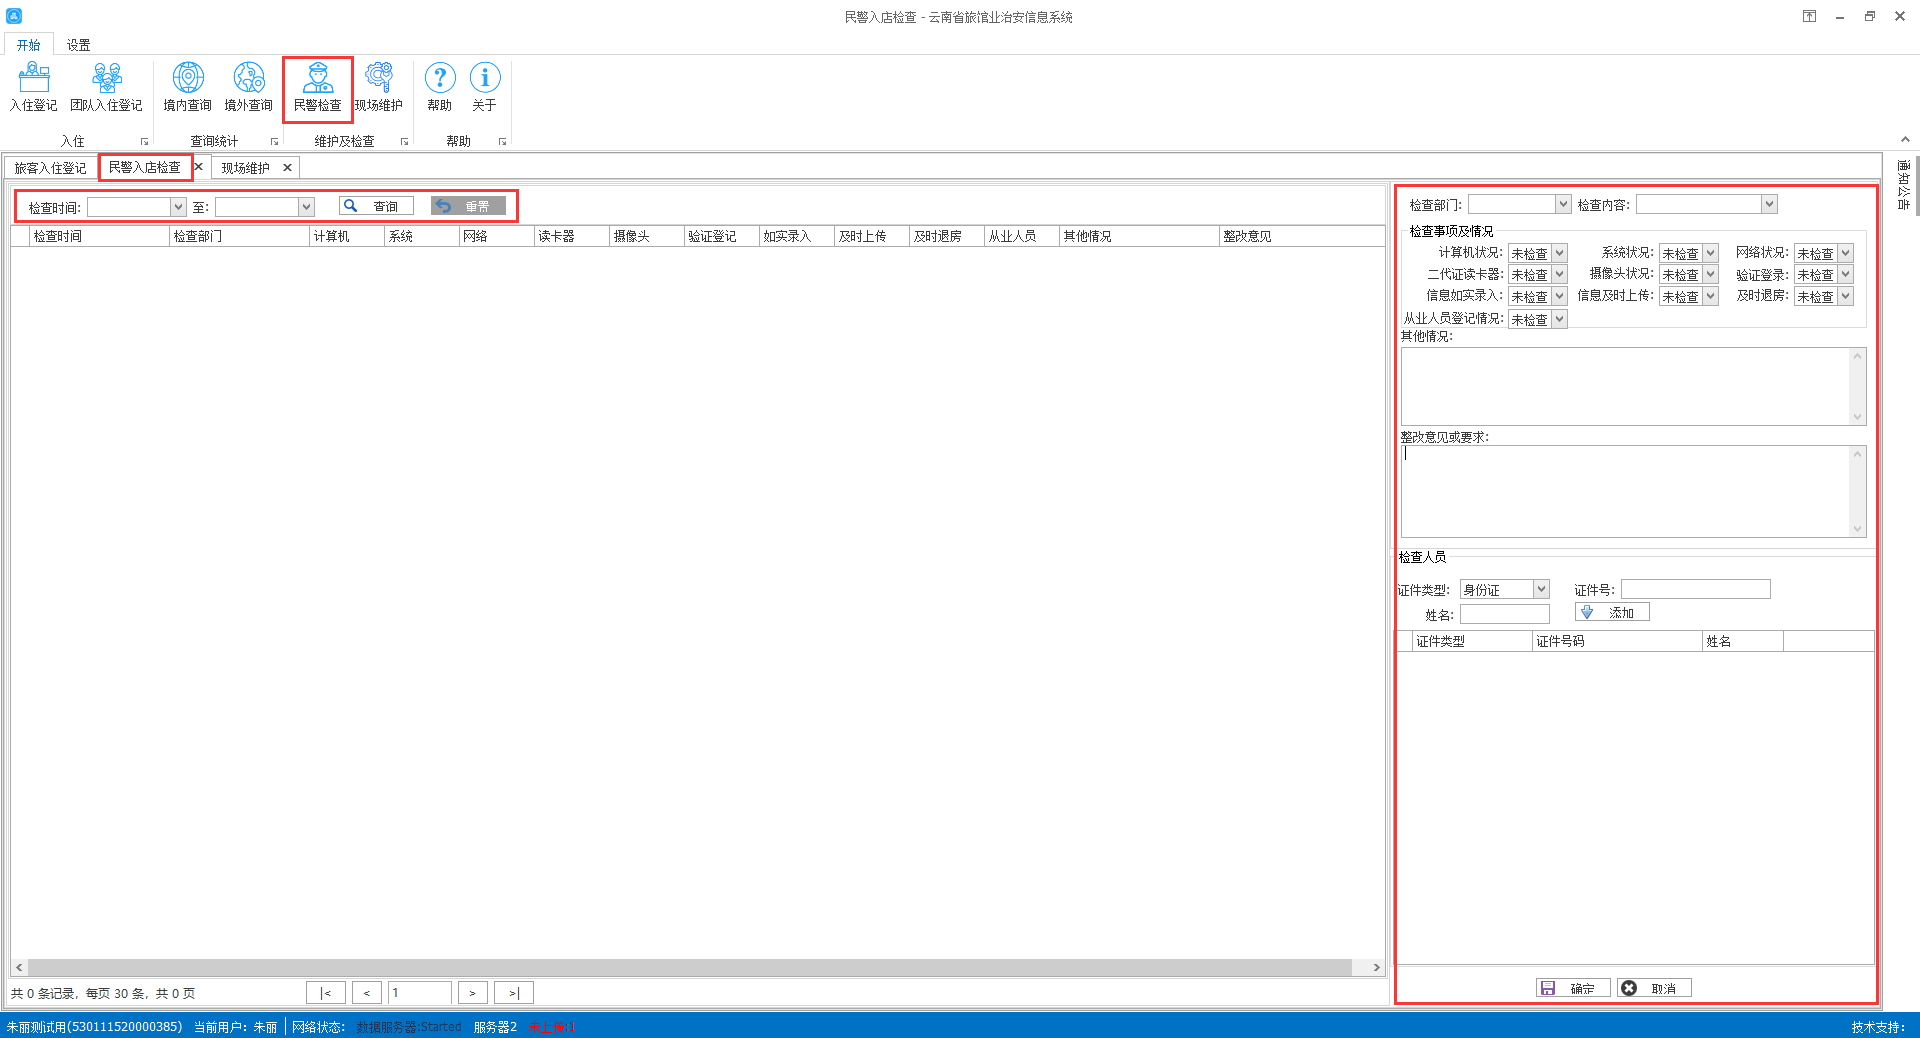 民警入店检查 - 云南省旅馆业治安信息系统
开始 设置
入住登记 团队入住登记 境内查询 境外查询 民警检查 现场维护 帮助 关于
入住 查询统计 维护及检查 帮助
旅客入住登记 民警入店检查 现场维护
通知公告
检查时间: 至: 查询 重置
检查时间 检查部门 计算机 系统 网络 读卡器 摄像头 验证登记 如实录入 及时上传 及时退房 从业人员 其他情况 整改意见
检查部门: 检查内容:
检查事项及情况
计算机状况: 未检查 系统状况: 未检查 网络状况: 未检查
二代证读卡器: 未检查 摄像头状况: 未检查 验证登录: 未检查
信息如实录入: 未检查 信息及时上传: 未检查 及时退房: 未检查
从业人员登记情况: 未检查
其他情况:
整改意见或要求:
检查人员
证件类型: 身份证 证件号:
姓名: 添加
证件类型 证件号码 姓名
确定 取消
共 0 条记录，每页 30 条，共 0 页 |< < 1 > >|
朱丽测试用(530111520000385) 当前用户：朱丽 网络状态: 数据服务器:Started 服务器2
技术支持：